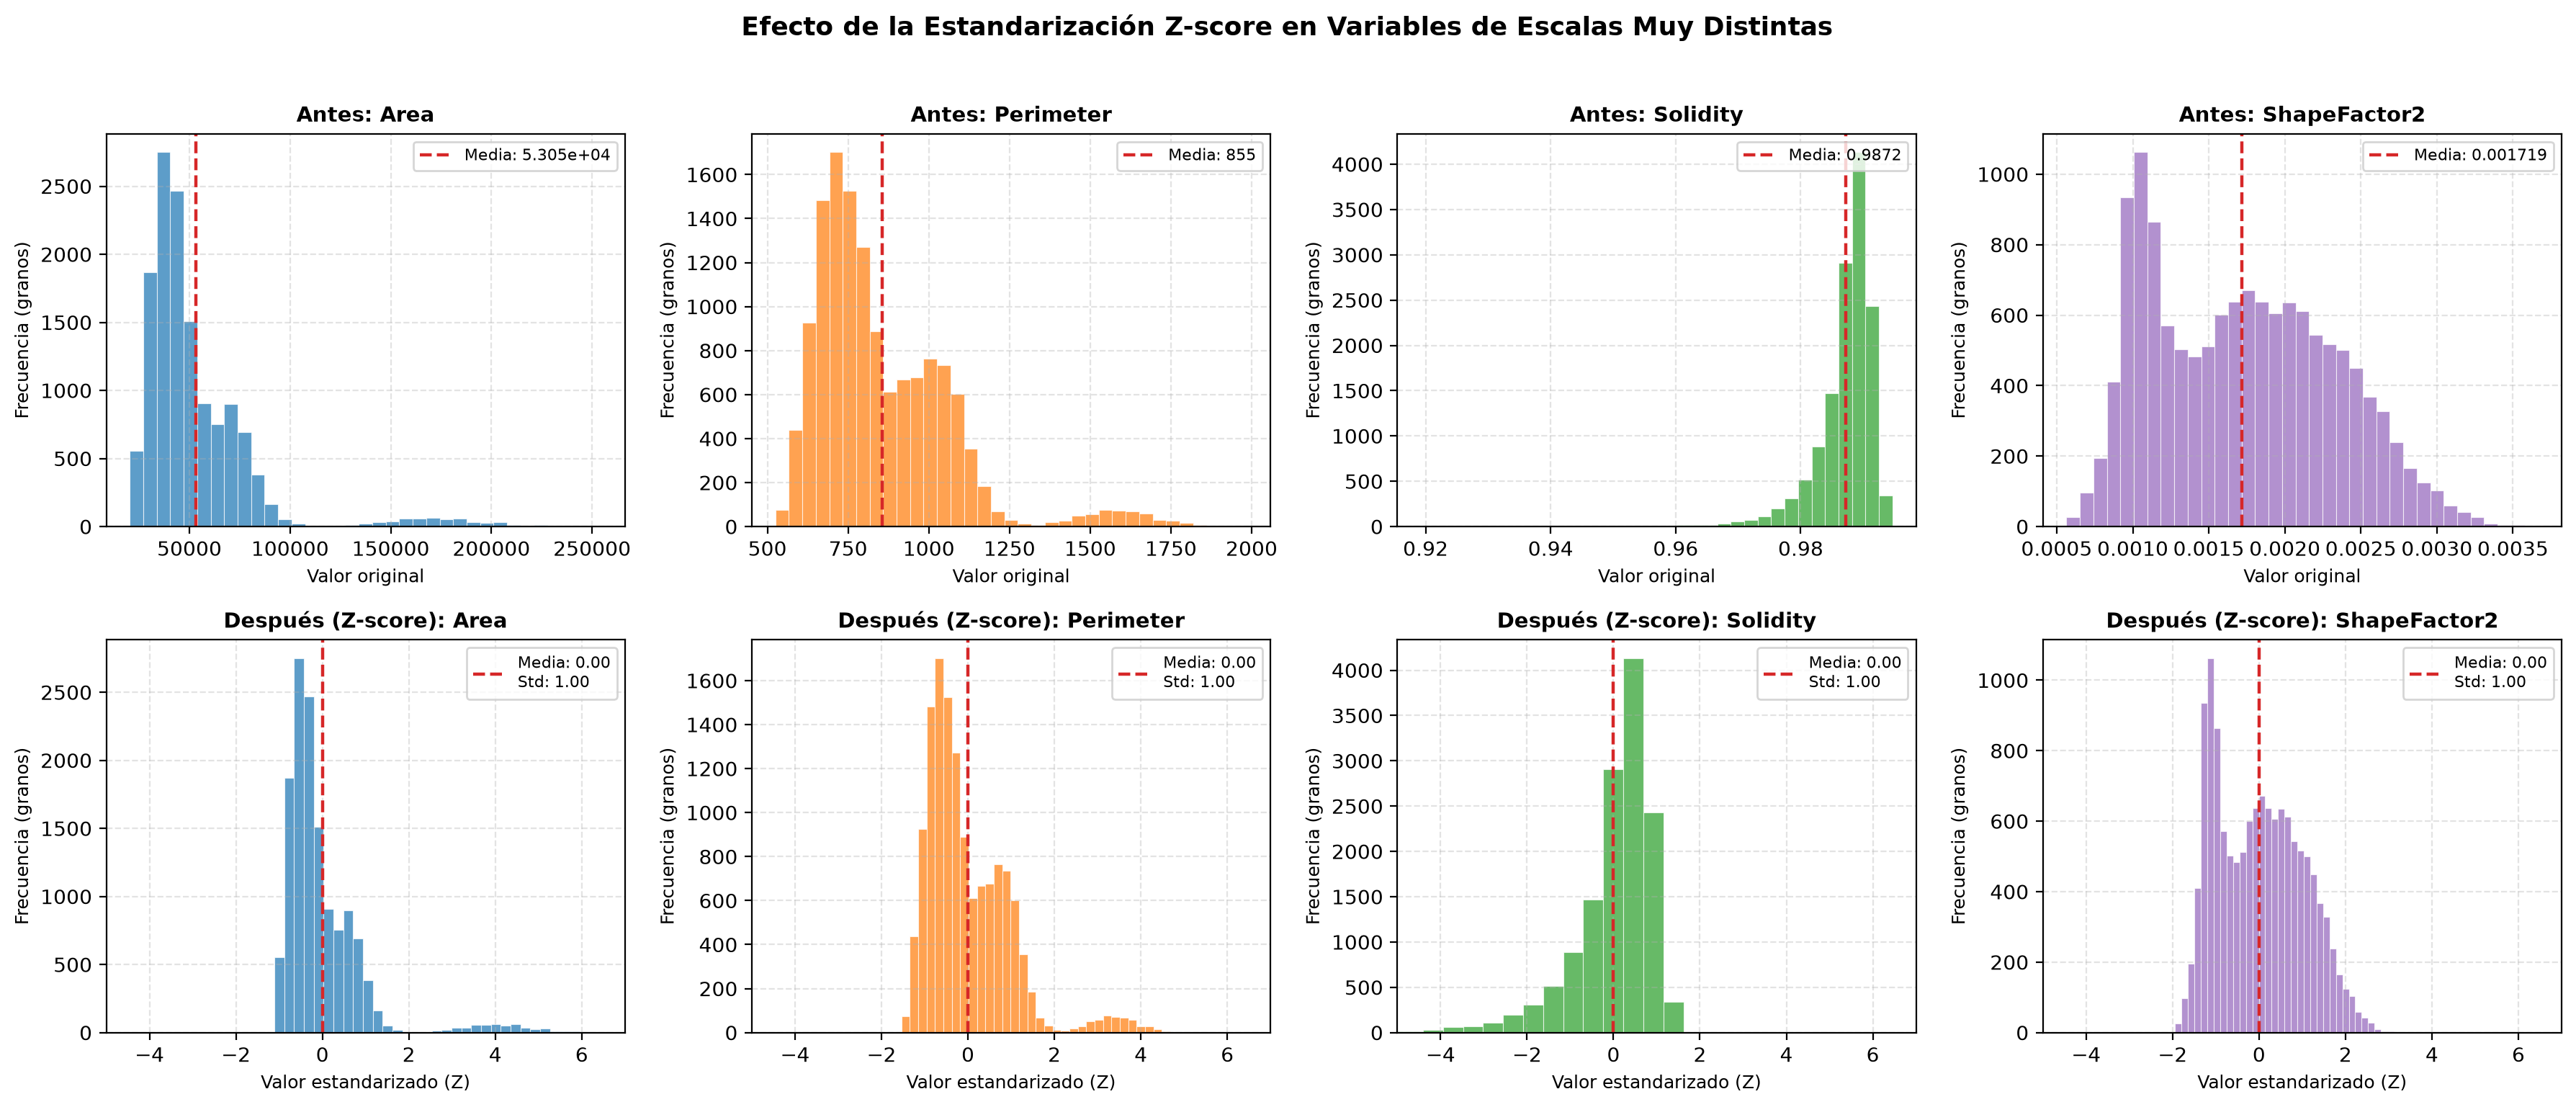 Efecto de la Estandarización Z-score en Variables de Escalas Muy Distintas
Antes: Area
Media: 5.305e+04
Frecuencia (granos)
2500
2000
1500
1000
500
0
50000 100000 150000 200000 250000
Valor original
Antes: Perimeter
Media: 855
Frecuencia (granos)
1600
1400
1200
1000
800
600
400
200
0
500 750 1000 1250 1500 1750 2000
Valor original
Antes: Solidity
Media: 0.9872
Frecuencia (granos)
4000
3500
3000
2500
2000
1500
1000
500
0
0.92 0.94 0.96 0.98
Valor original
Antes: ShapeFactor2
Media: 0.001719
Frecuencia (granos)
1000
800
600
400
200
0
0.0005 0.0010 0.0015 0.0020 0.0025 0.0030 0.0035
Valor original
Después (Z-score): Area
Media: 0.00
Std: 1.00
Frecuencia (granos)
2500
2000
1500
1000
500
0
−4 −2 0 2 4 6
Valor estandarizado (Z)
Después (Z-score): Perimeter
Media: 0.00
Std: 1.00
Frecuencia (granos)
1600
1400
1200
1000
800
600
400
200
0
−4 −2 0 2 4 6
Valor estandarizado (Z)
Después (Z-score): Solidity
Media: 0.00
Std: 1.00
Frecuencia (granos)
4000
3500
3000
2500
2000
1500
1000
500
0
−4 −2 0 2 4 6
Valor estandarizado (Z)
Después (Z-score): ShapeFactor2
Media: 0.00
Std: 1.00
Frecuencia (granos)
1000
800
600
400
200
0
−4 −2 0 2 4 6
Valor estandarizado (Z)